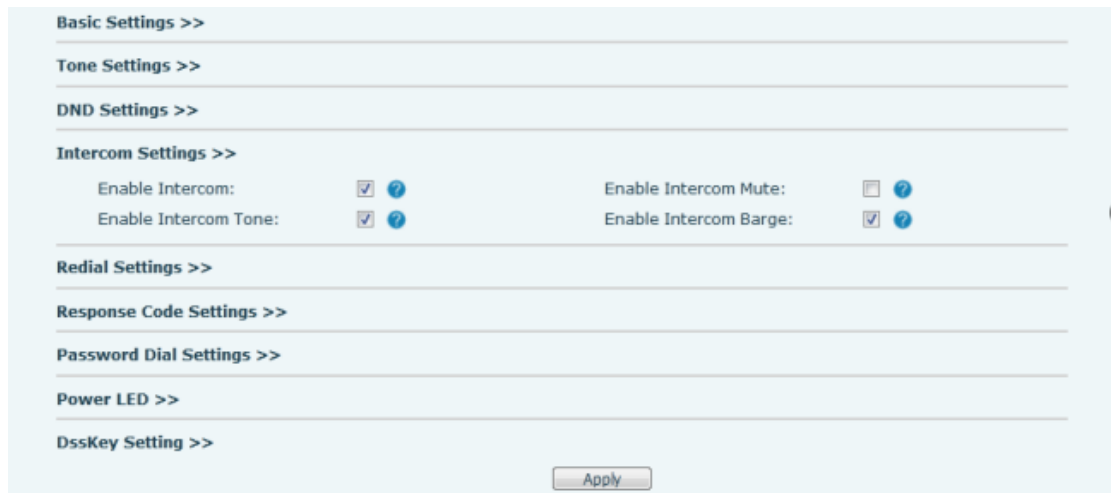 Basic Settings >>
Tone Settings >>
DND Settings >>
Intercom Settings >>
Enable Intercom: ? Enable Intercom Mute: ?
Enable Intercom Tone: ? Enable Intercom Barge: ?
Redial Settings >>
Response Code Settings >>
Password Dial Settings >>
Power LED >>
DssKey Setting >>
Apply